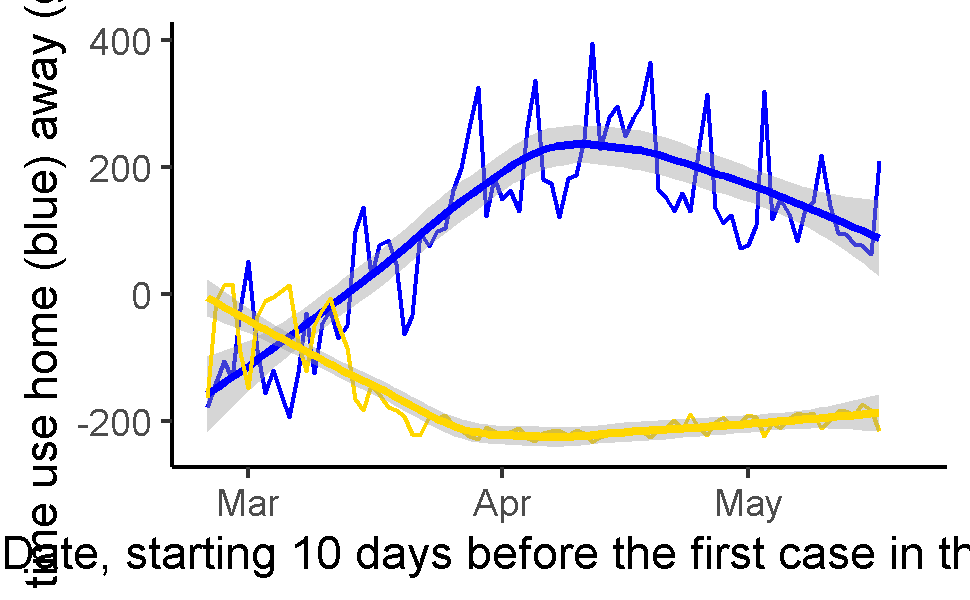 time use home (blue) away (
400
200
0
-200
Mar Apr May
Date, starting 10 days before the first case in th